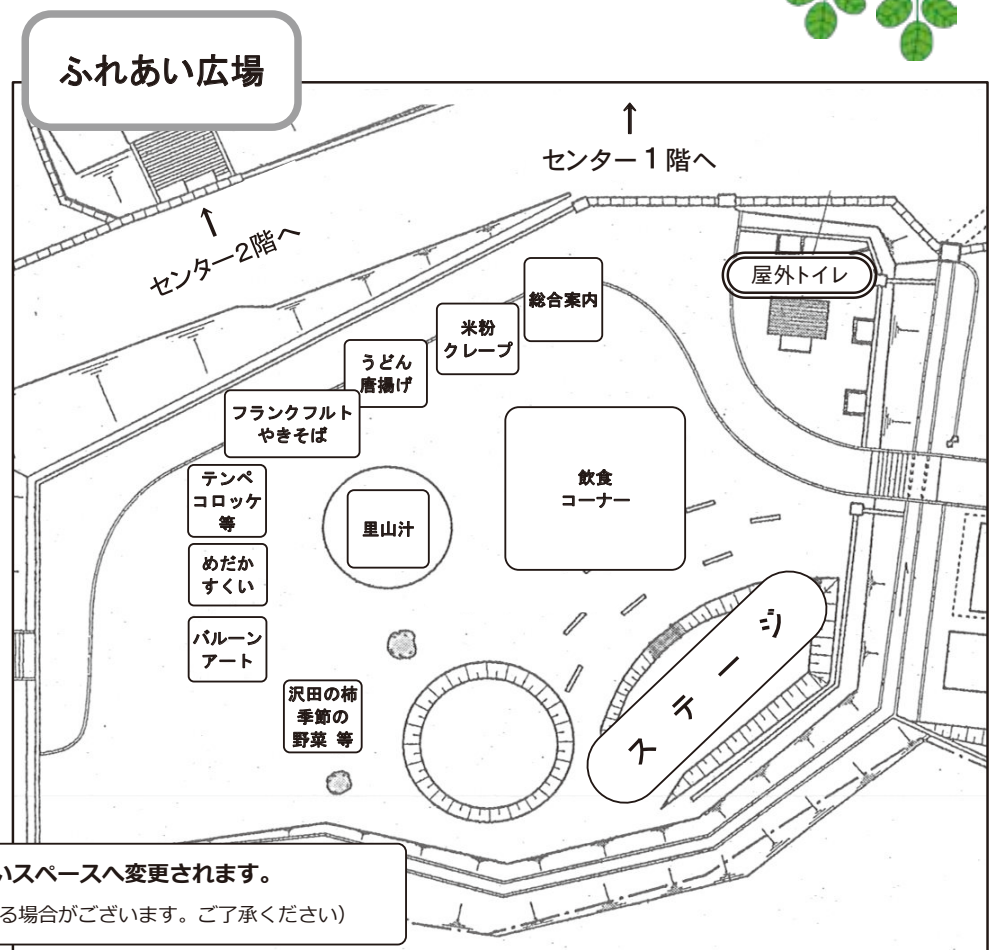 ふれあい広場
↑
センター１階へ
↑
センター2階へ
屋外トイレ
総合案内
米粉
クレープ
うどん
唐揚げ
フランクフルト
やきそば
テンペ
コロッケ
等
飲食
コーナー
里山汁
めだか
すくい
バルーン
アート
ステージ
沢田の柿
季節の
野菜 等
いスペースへ変更されます。
る場合がございます。ご了承ください）